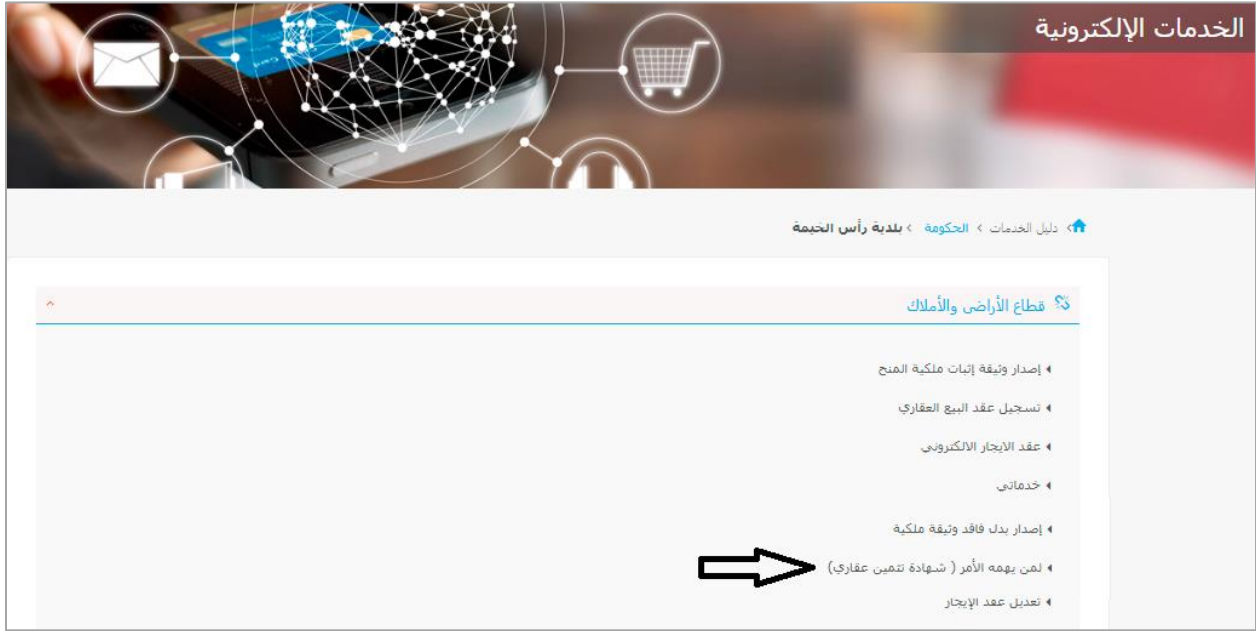 الخدمات الإلكترونية
دليل الخدمات › الحكومة › بلدية رأس الخيمة
قطاع الأراضى والأملاك
إصدار وثيقة إثبات ملكية المنح
تسجيل عقد البيع العقاري
عقد الايجار الالكتروني
خدماتي
إصدار بدل فاقد وثيقة ملكية
لمن يهمه الأمر ( شهادة تثمين عقاري)
تعديل عقد الإيجار